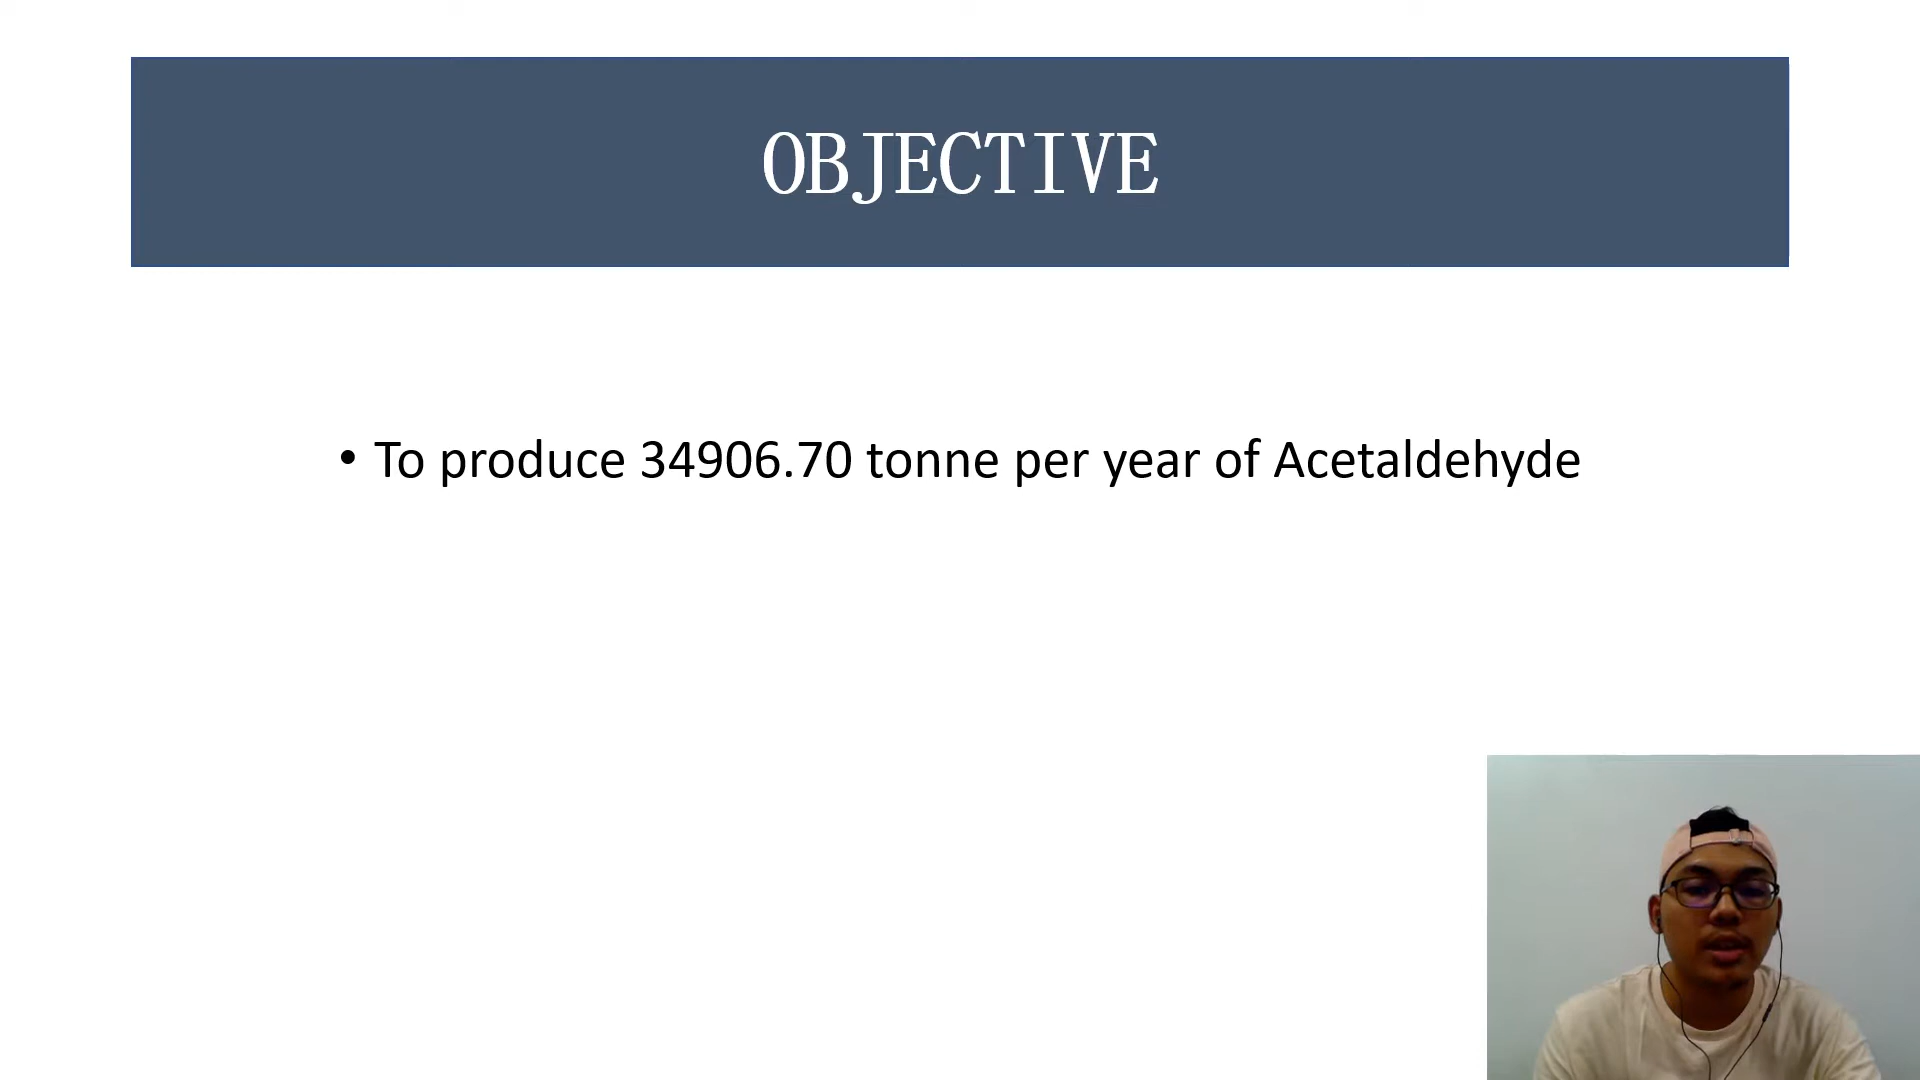 OBJECTIVE
• To produce 34906.70 tonne per year of Acetaldehyde